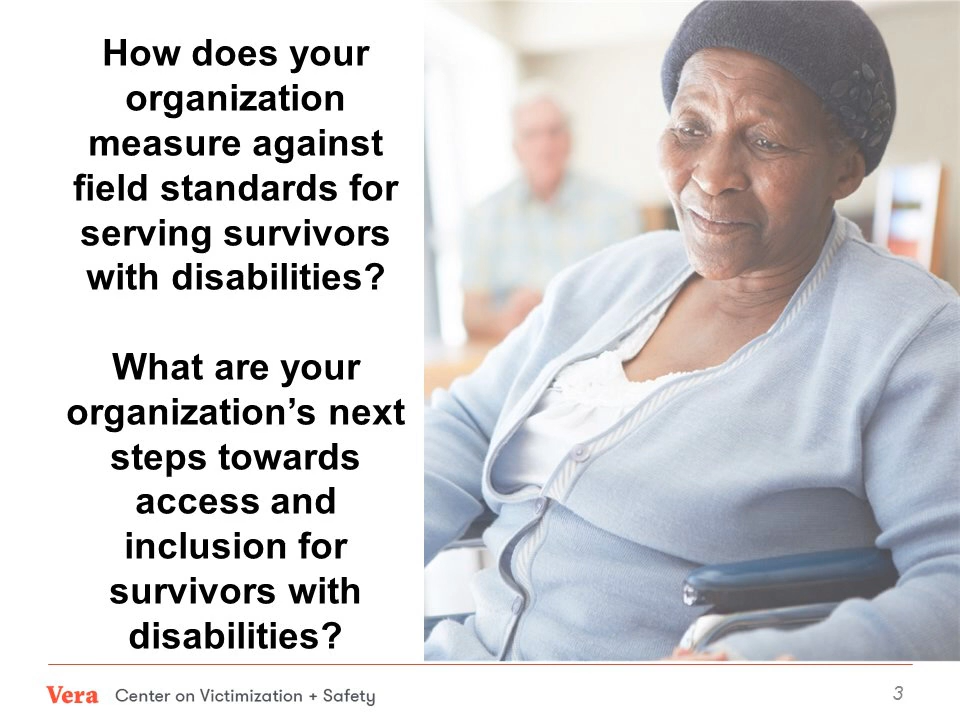 How does your
organization
measure against
field standards for
serving survivors
with disabilities?
What are your
organization’s next
steps towards
access and
inclusion for
survivors with
disabilities?
Vera Center on Victimization + Safety
3